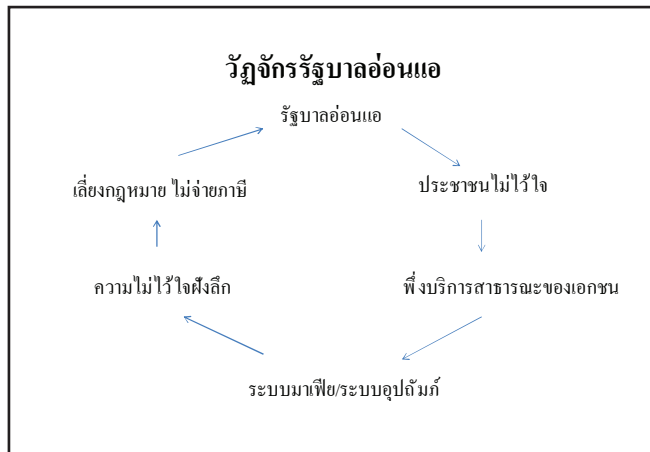 วัฏจักรรัฐบาลอ่อนแอ
รัฐบาลอ่อนแอ
ประชาชนไม่ไว้ใจ
พึ่งบริการสาธารณะของเอกชน
ระบบมาเฟีย/ระบบอุปถัมภ์
ความไม่ไว้ใจฝังลึก
เลี่ยงกฎหมาย ไม่จ่ายภาษี